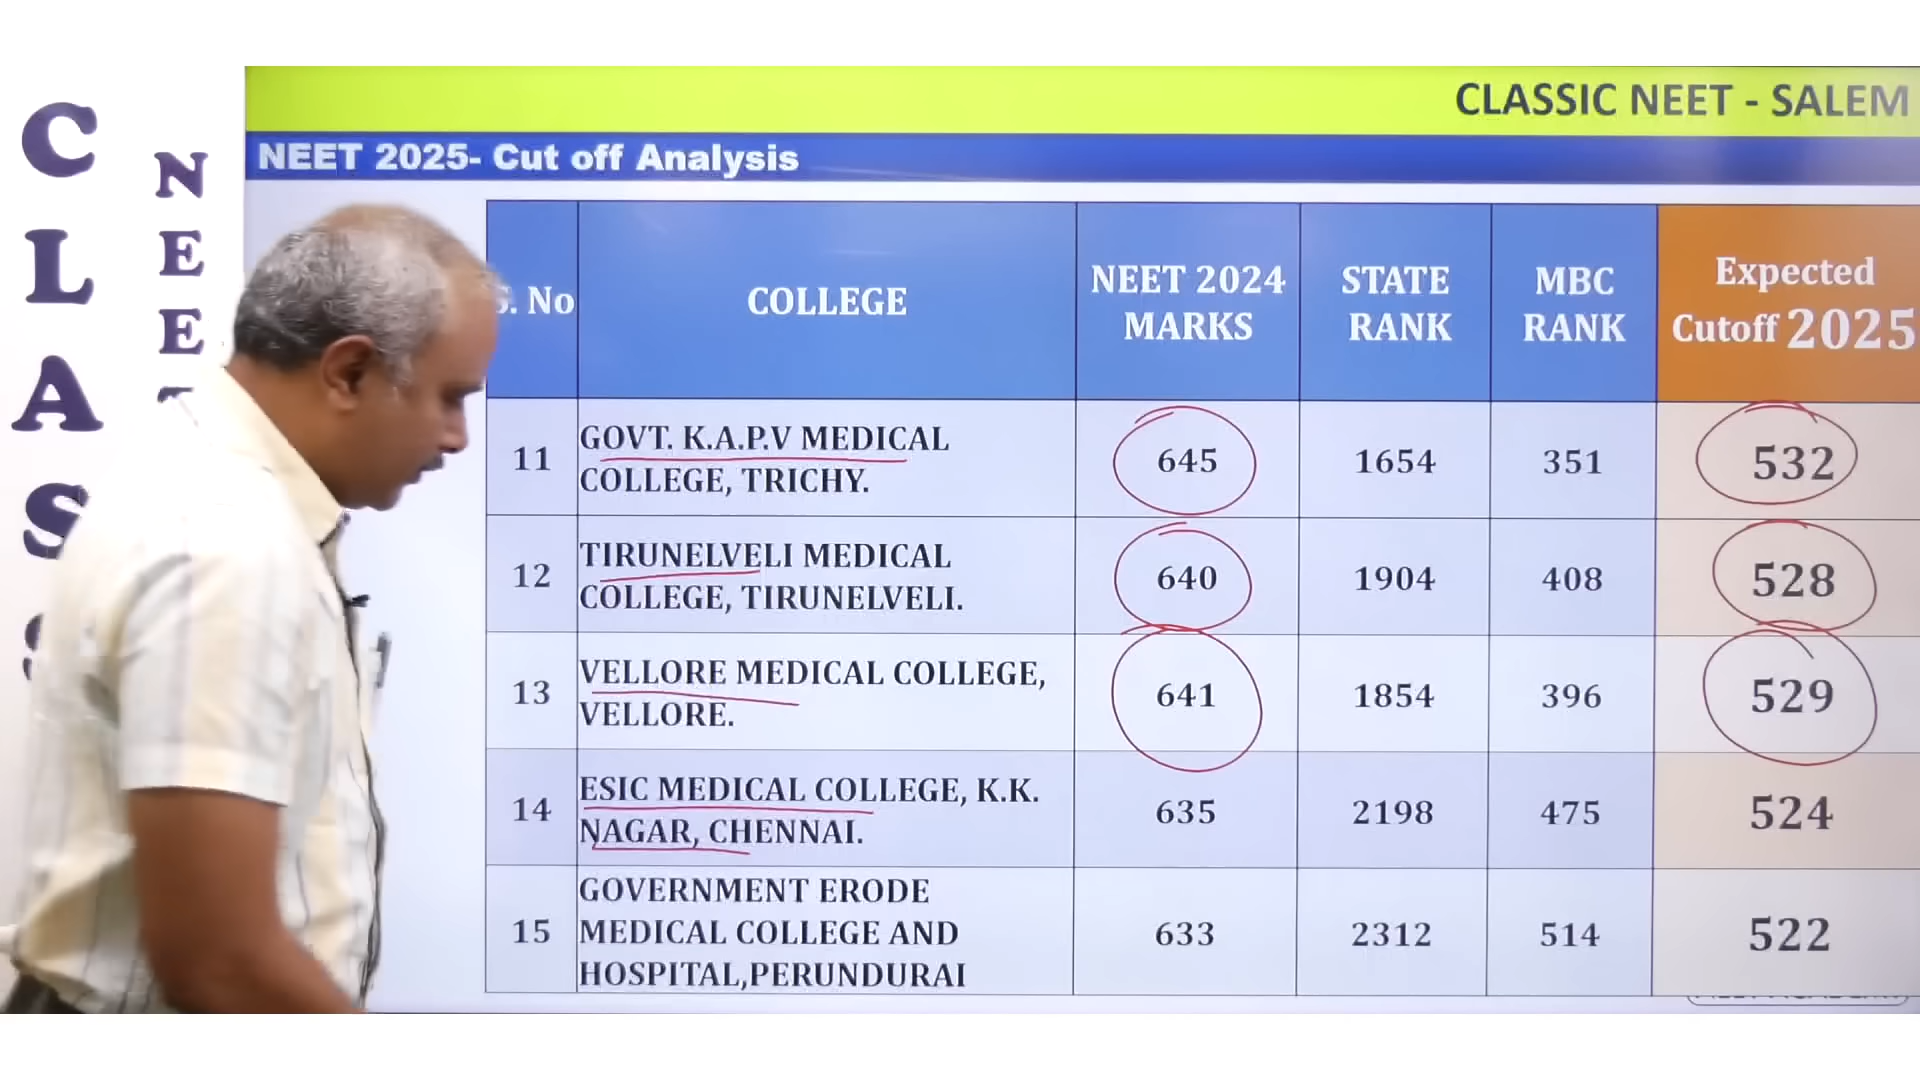 CLASSIC NEET - SALEM
NEET 2025- Cut off Analysis
C
L
A
S
N
E
E
No
COLLEGE
NEET 2024
MARKS
STATE
RANK
MBC
RANK
Expected
Cutoff 2025
11
GOVT. K.A.P.V MEDICAL
COLLEGE, TRICHY.
645
1654
351
532
12
TIRUNELVELI MEDICAL
COLLEGE, TIRUNELVELI.
640
1904
408
528
13
VELLORE MEDICAL COLLEGE,
VELLORE.
641
1854
396
529
14
ESIC MEDICAL COLLEGE, K.K.
NAGAR, CHENNAI.
635
2198
475
524
15
GOVERNMENT ERODE
MEDICAL COLLEGE AND
HOSPITAL,PERUNDURAI
633
2312
514
522